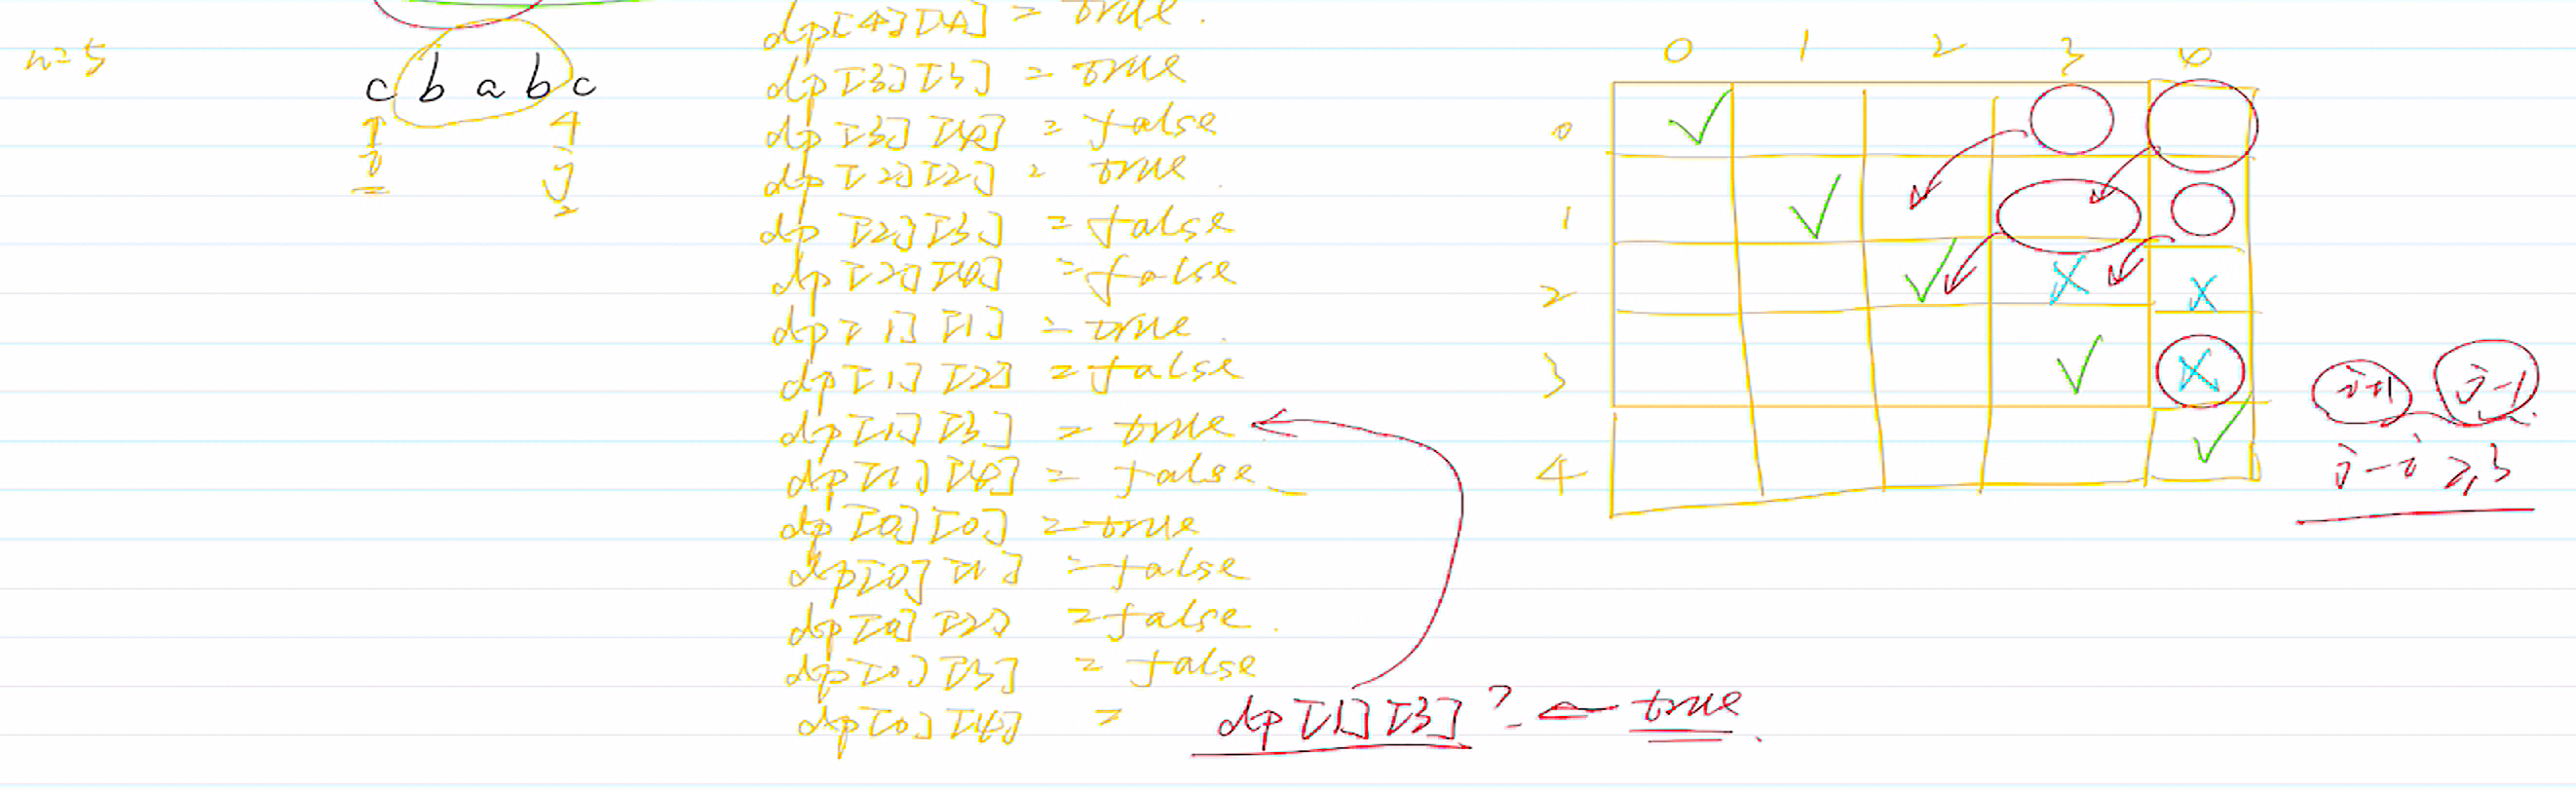 n=5
c b a b c
i
j
dp[4][4] = true.
dp[3][3] = true
dp[3][4] = false
dp[2][2] = true
dp[2][3] = false
dp[2][4] = false
dp[1][1] = true
dp[1][2] = false
dp[1][3] = true
dp[1][4] = false
dp[0][0] = true
dp[0][1] = false
dp[0][2] = false.
dp[0][3] = false
dp[0][4] = dp[1][3]? ← true.
0 1 2 3 4
0 ✓
1 ✓
2 ✓ X X
3 ✓ X
4 ✓
i+1 j-1
j-i ≥ 3